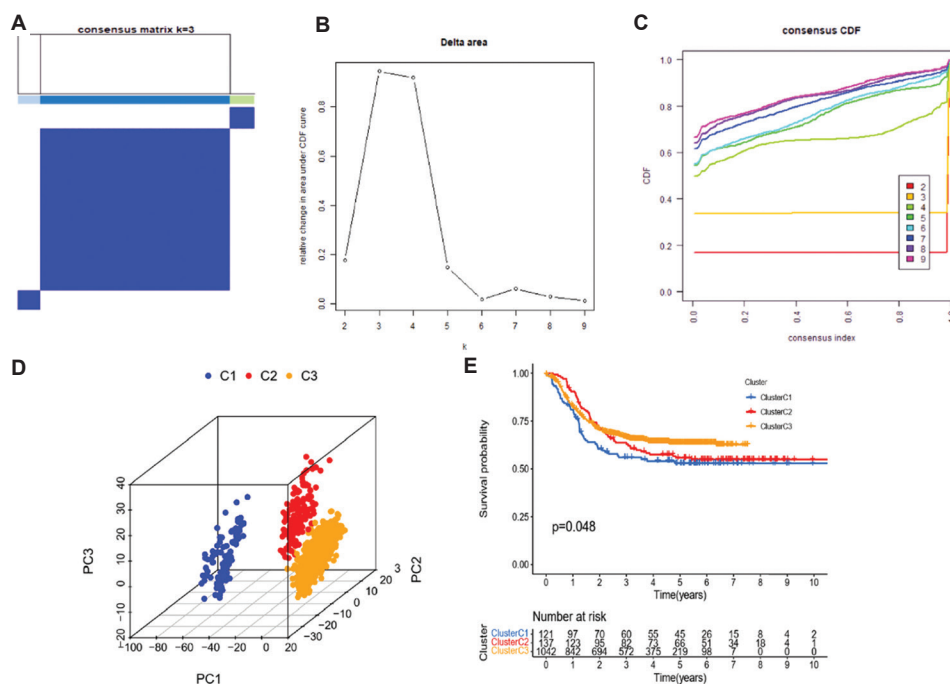 A
consensus matrix k=3
B
Delta area
relative change in area under CDF curve
0.8
0.6
0.4
0.2
0.0
2 3 4 5 6 7 8 9
k
C
consensus CDF
CDF
1.0
0.8
0.6
0.4
0.2
0.0
2
3
4
5
6
7
8
9
0.0 0.2 0.4 0.6 0.8
consensus index
D
C1 C2 C3
PC3
40
30
20
10
0
−10
−20
−100 −80 −60 −40 −20 0 20
PC1
−30
−20
−10
0
10
20
3
PC2
E
Survival probability
1.00
0.75
0.50
0.25
0.00
Cluster
ClusterC1
ClusterC2
ClusterC3
p=0.048
0 1 2 3 4 5 6 7 8 9 10
Time(years)
Number at risk
Cluster
ClusterC1 121 97 70 60 55 45 26 15 8 4 2
ClusterC2 137 123 95 82 73 66 51 34 18
ClusterC3 1042 842 694 572 375 219 98 7 0 0 0
0 1 2 3 4 5 6 7 8 9 10
Time(years)